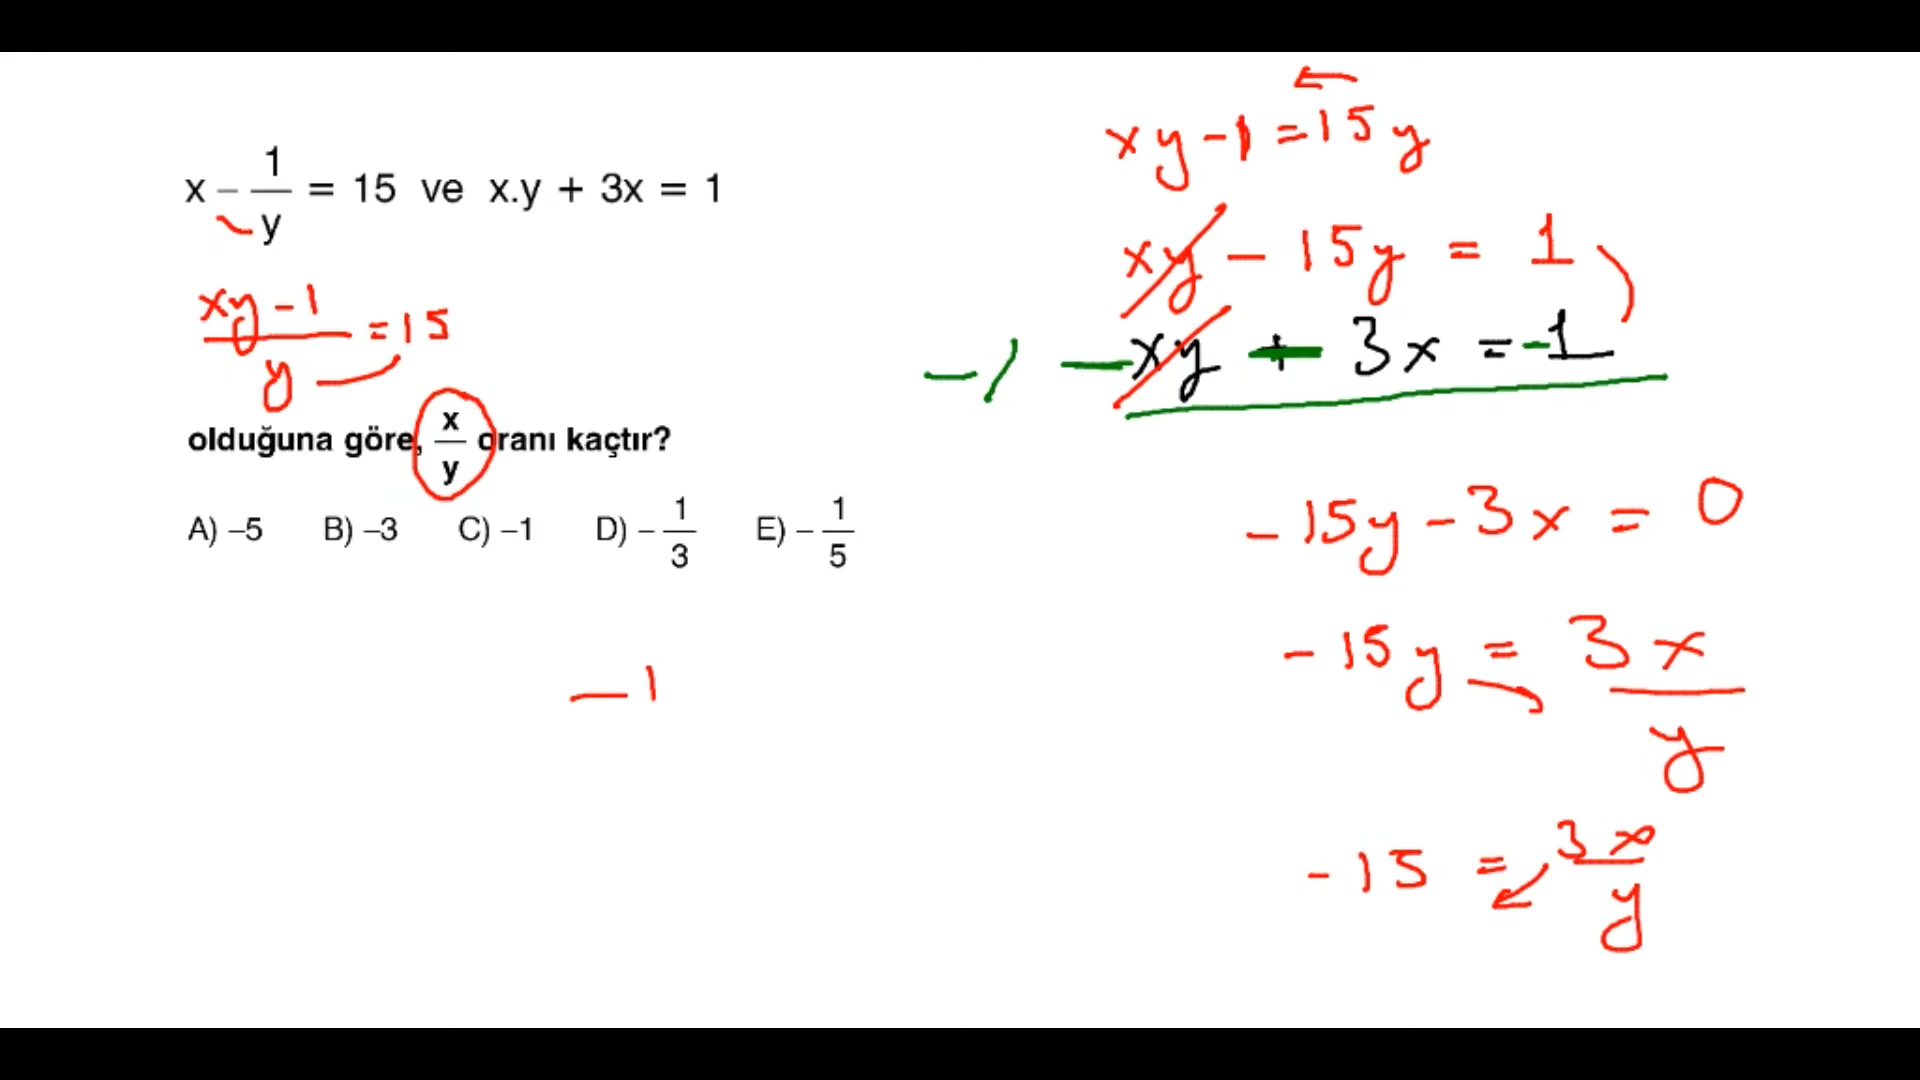 x - 1/y = 15 ve x.y + 3x = 1
xy - 1 / y = 15
olduğuna göre, x/y oranı kaçtır?
A) –5 B) –3 C) –1 D) – 1/3 E) – 1/5
– 1
xy - 1 = 15y
xy - 15y = 1
-1/ - xy - 3x = -1
- 15y - 3x = 0
- 15y = 3x / y
- 15 = 3x / y